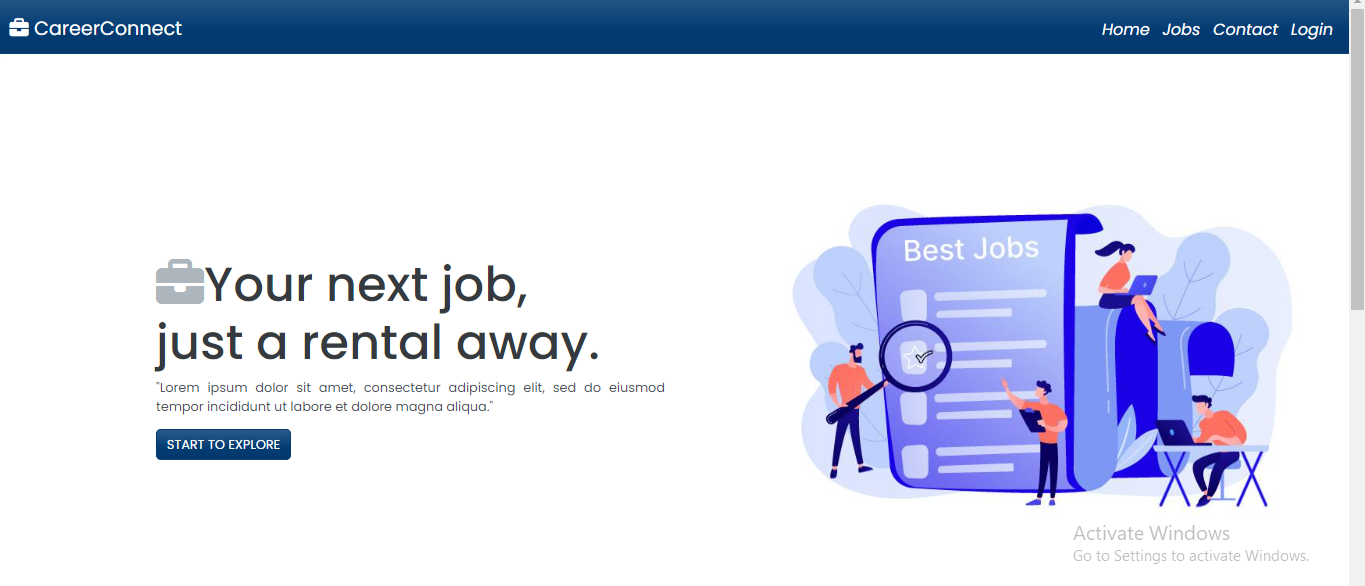 CareerConnect
Home Jobs Contact Login
Your next job,
just a rental away.
"Lorem ipsum dolor sit amet, consectetur adipiscing elit, sed do eiusmod
tempor incididunt ut labore et dolore magna aliqua."
START TO EXPLORE
Best Jobs
Activate Windows
Go to Settings to activate Windows.